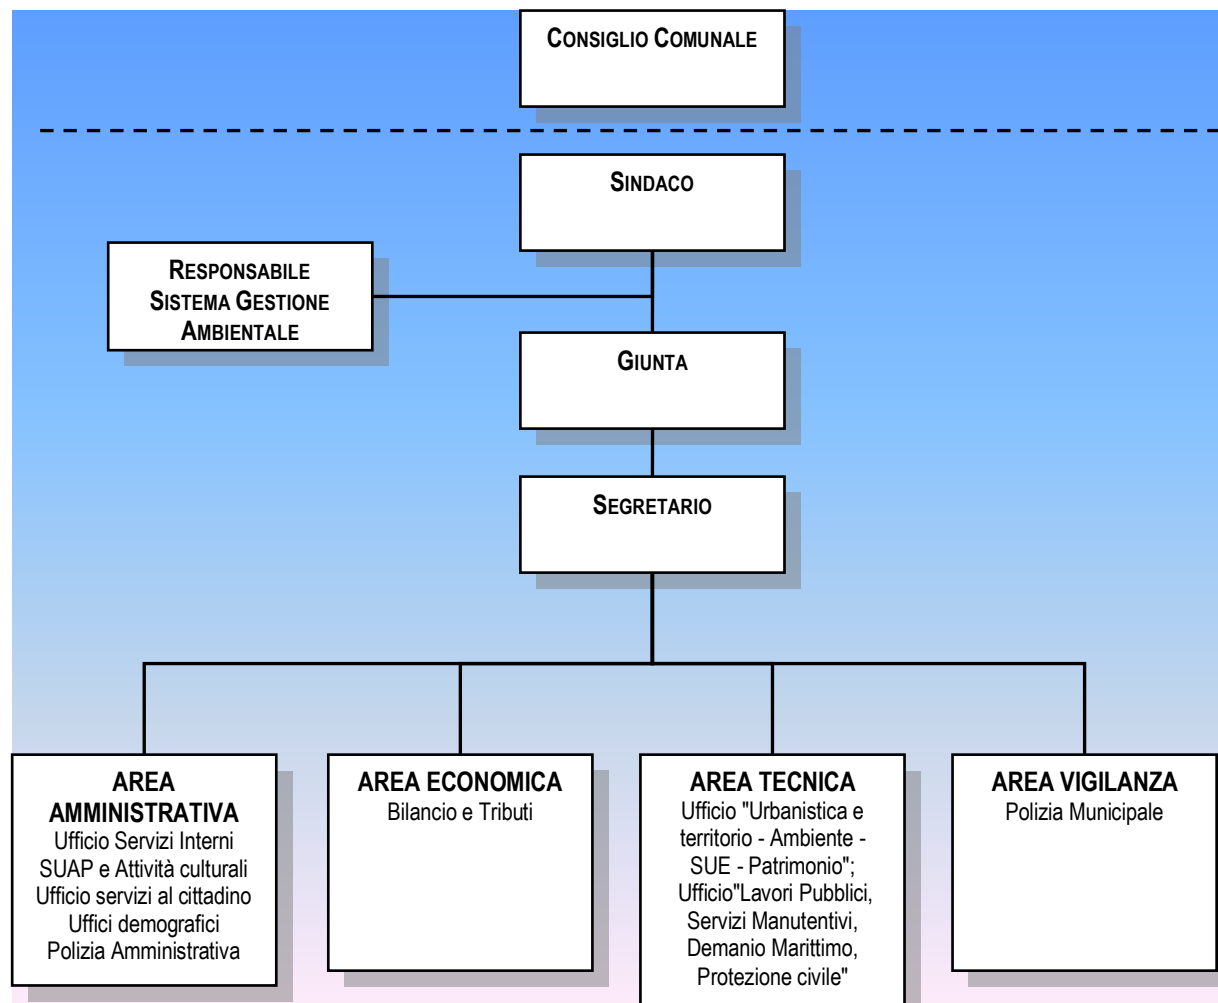 CONSIGLIO COMUNALE
SINDACO
RESPONSABILE
SISTEMA GESTIONE
AMBIENTALE
GIUNTA
SEGRETARIO
AREA
AMMINISTRATIVA
Ufficio Servizi Interni
SUAP e Attività culturali
Ufficio servizi al cittadino
Uffici demografici
Polizia Amministrativa
AREA ECONOMICA
Bilancio e Tributi
AREA TECNICA
Ufficio "Urbanistica e
territorio - Ambiente -
SUE - Patrimonio";
Ufficio"Lavori Pubblici,
Servizi Manutentivi,
Demanio Marittimo,
Protezione civile"
AREA VIGILANZA
Polizia Municipale